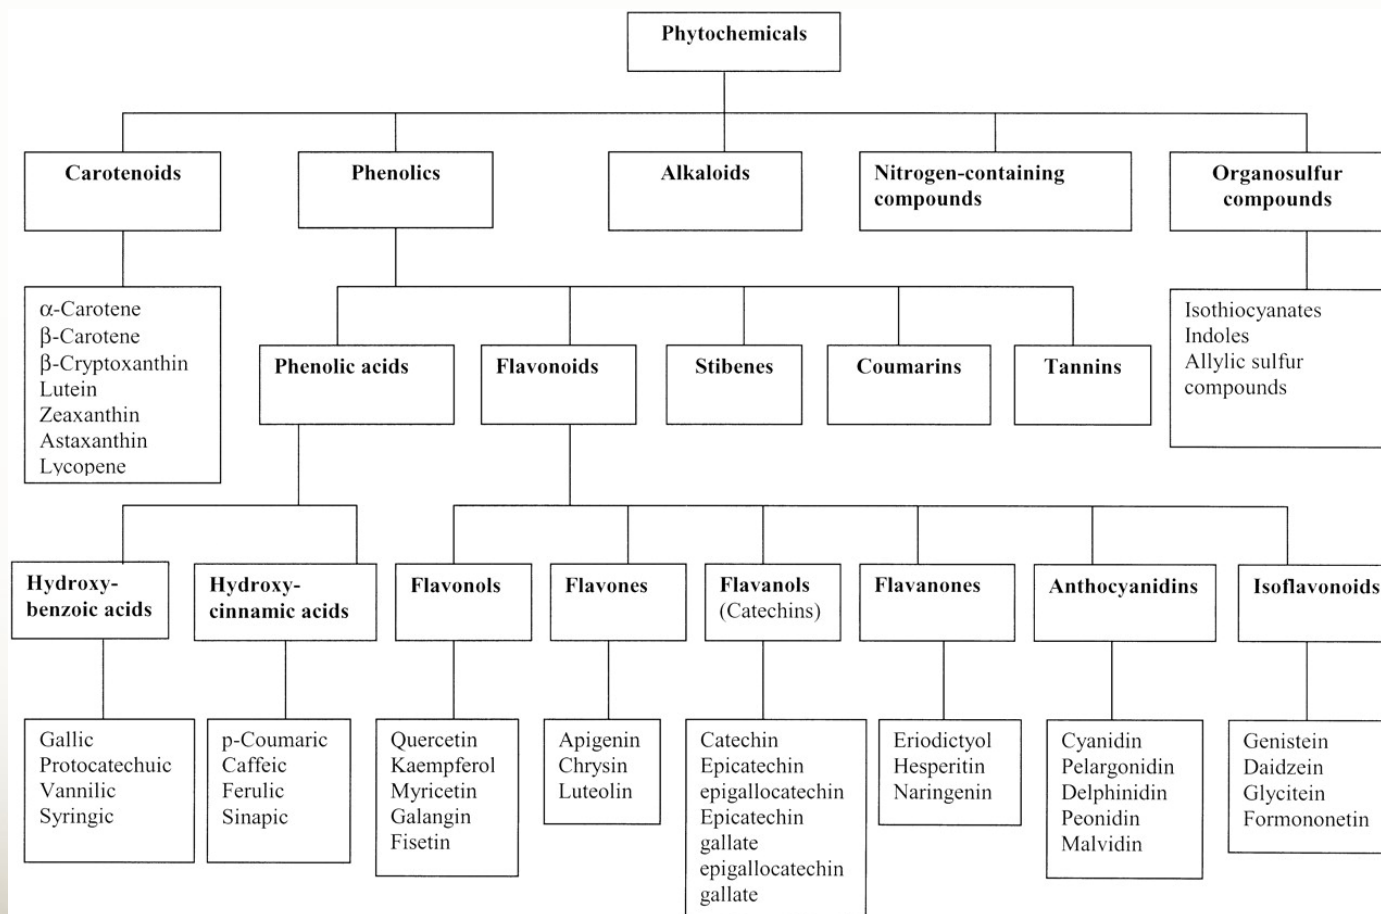 Phytochemicals
Carotenoids
Phenolics
Alkaloids
Nitrogen-containing
compounds
Organosulfur
compounds
α-Carotene
β-Carotene
β-Cryptoxanthin
Lutein
Zeaxanthin
Astaxanthin
Lycopene
Isothiocyanates
Indoles
Allylic sulfur
compounds
Phenolic acids
Flavonoids
Stibenes
Coumarins
Tannins
Hydroxy-
benzoic acids
Hydroxy-
cinnamic acids
Flavonols
Flavones
Flavanols
(Catechins)
Flavanones
Anthocyanidins
Isoflavonoids
Gallic
Protocatechuic
Vannilic
Syringic
p-Coumaric
Caffeic
Ferulic
Sinapic
Quercetin
Kaempferol
Myricetin
Galangin
Fisetin
Apigenin
Chrysin
Luteolin
Catechin
Epicatechin
epigallocatechin
Epicatechin
gallate
epigallocatechin
gallate
Eriodictyol
Hesperitin
Naringenin
Cyanidin
Pelargonidin
Delphinidin
Peonidin
Malvidin
Genistein
Daidzein
Glycitein
Formononetin